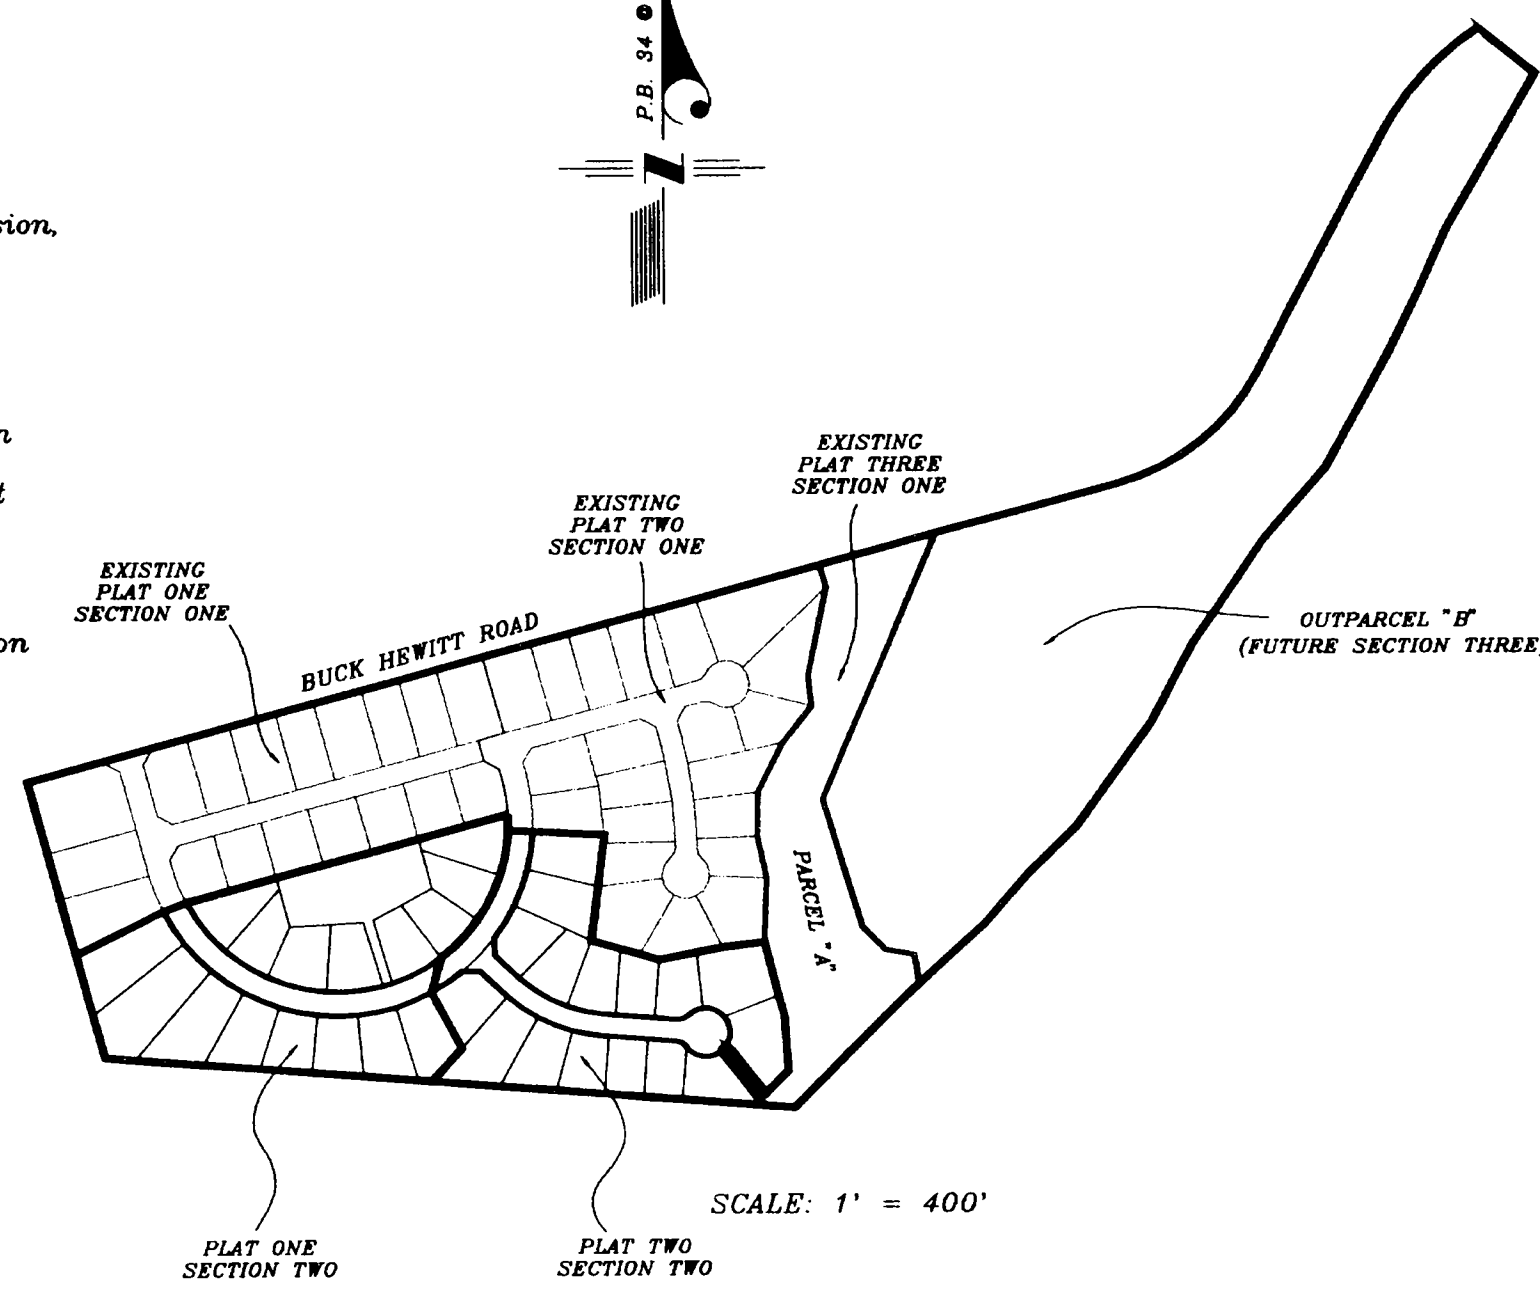 P.B. 34
N
sion,
n
t
on
EXISTING
PLAT THREE
SECTION ONE
EXISTING
PLAT TWO
SECTION ONE
EXISTING
PLAT ONE
SECTION ONE
BUCK HEWITT ROAD
OUTPARCEL "B"
(FUTURE SECTION THREE)
PARCEL "A"
SCALE: 1' = 400'
PLAT ONE
SECTION TWO
PLAT TWO
SECTION TWO